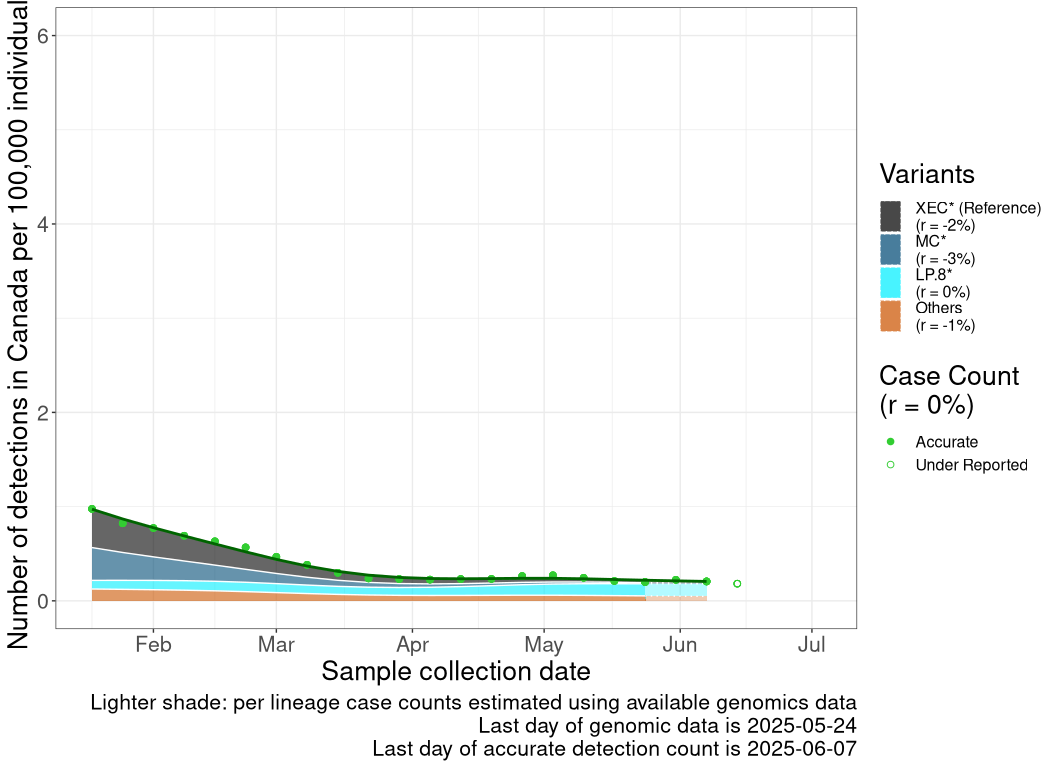 Number of detections in Canada per 100,000 individual
6
4
2
0
Feb
Mar
Apr
May
Jun
Jul
Sample collection date
Lighter shade: per lineage case counts estimated using available genomics data
Last day of genomic data is 2025-05-24
Last day of accurate detection count is 2025-06-07
Variants
XEC* (Reference)
(r = -2%)
MC*
(r = -3%)
LP.8*
(r = 0%)
Others
(r = -1%)
Case Count
(r = 0%)
Accurate
Under Reported